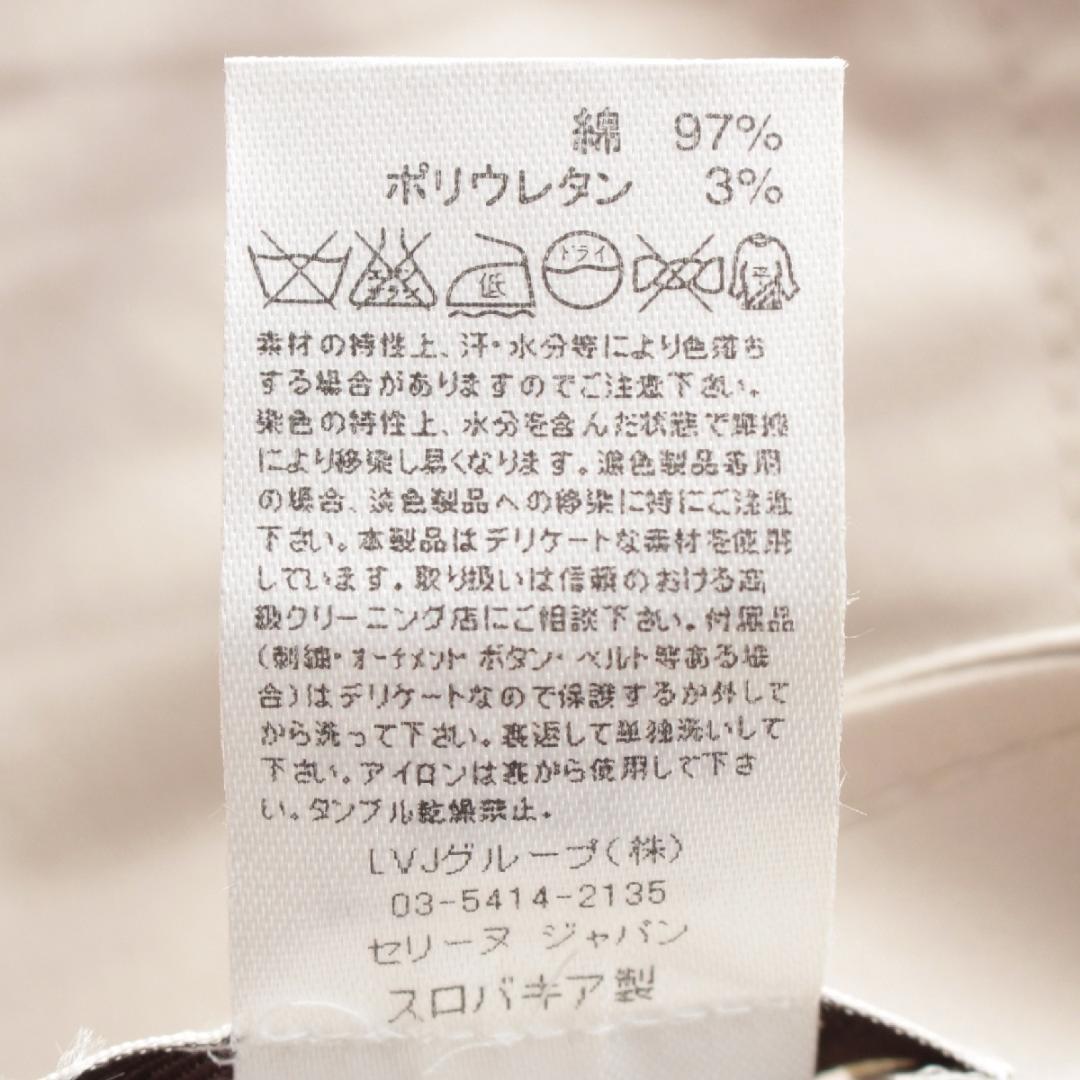 綿 97%
ポリウレタン 3%
エンソサラス 低 ドライ 平
素材の特性上、汗・水分等により色落ち
する場合がありますのでご注意下さい。
染色の特性上、水分を含んだ状態で摩擦
により移染し易くなります。濃色製品着用
の場合、淡色製品への移染に特にご注意
下さい。本製品はデリケートな素材を使用
しています。取り扱いは信頼のおける高
級クリーニング店にご相談下さい。付属品
(刺繍・オーナメント ボタン・ベルト等ある場
合)はデリケートなので保護するか外して
から洗って下さい。裏返して単独洗いして
下さい。アイロンは裏から使用して下さ
い。タンブル乾燥禁止。
LVJグループ(株)
03-5414-2135
セリーヌ ジャパン
スロバキア製